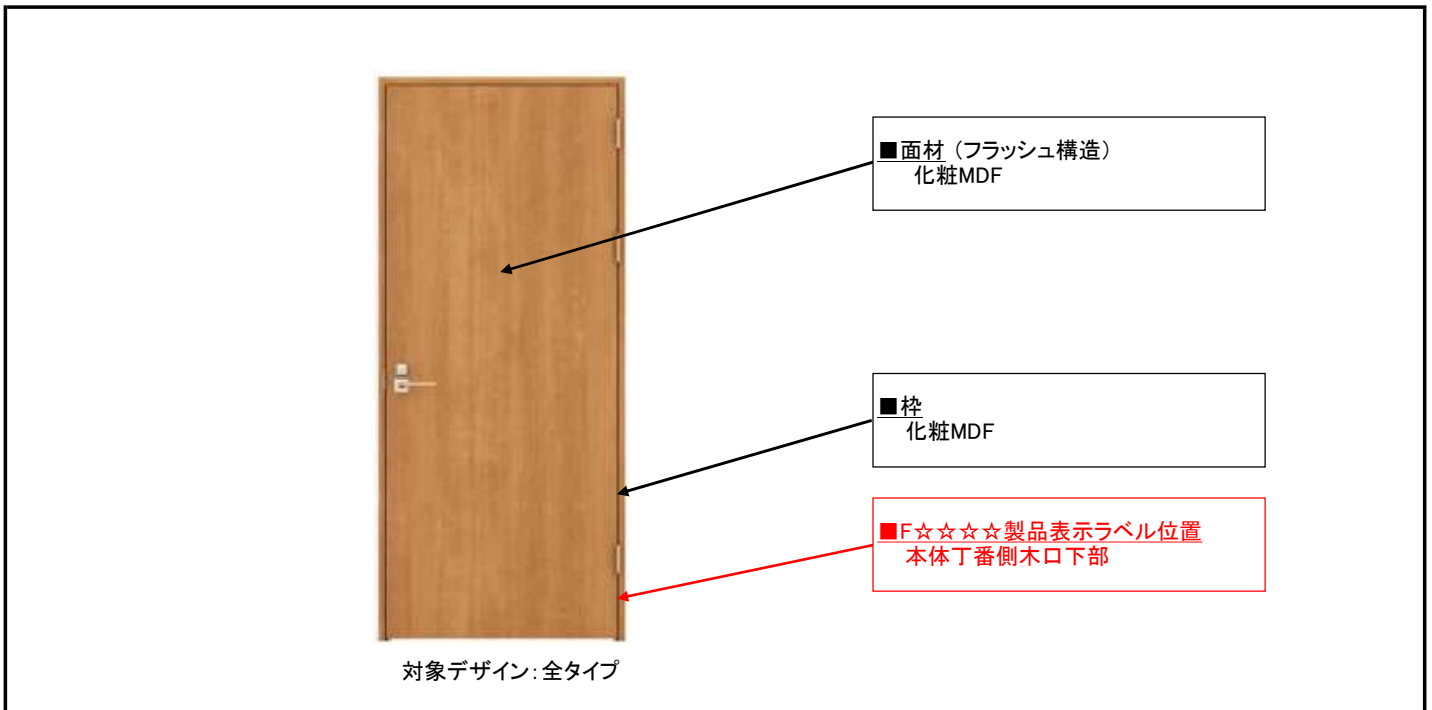 ■面材（フラッシュ構造）
化粧MDF
■枠
化粧MDF
■F☆☆☆☆製品表示ラベル位置
本体丁番側木口下部
対象デザイン：全タイプ